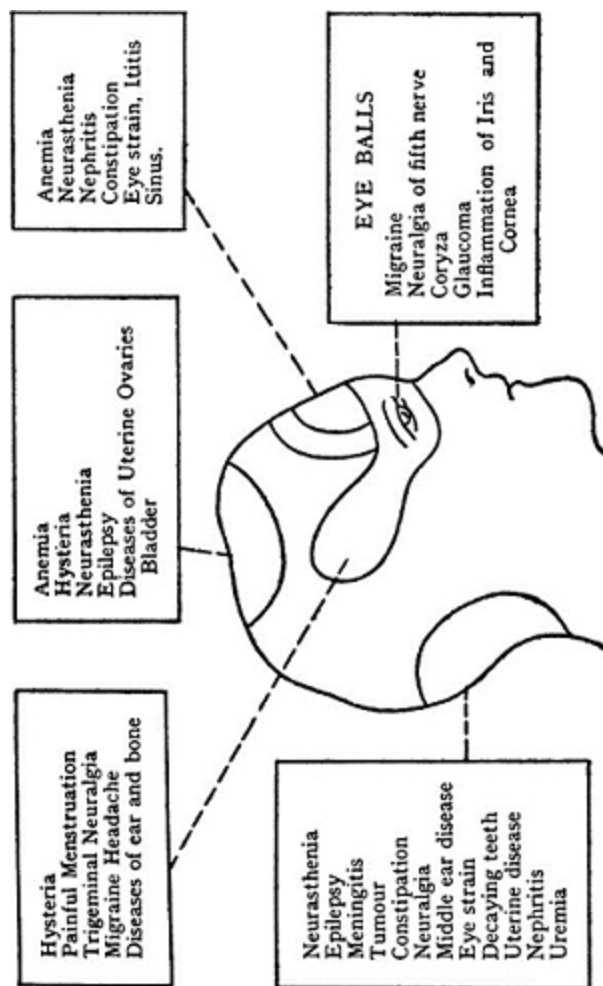 Hysteria
Painful Menstruation
Trigeminal Neuralgia
Migraine Headache
Diseases of ear and bone
Anemia
Hysteria
Neurasthenia
Epilepsy
Diseases of Uterine Ovaries
Bladder
Anemia
Neurasthenia
Nephritis
Constipation
Eye strain, Ititis
Sinus.
Neurasthenia
Epilepsy
Meningitis
Tumour
Constipation
Neuralgia
Middle ear disease
Eye strain
Decaying teeth
Uterine disease
Nephritis
Uremia
EYE BALLS
Migraine
Neuralgia of fifth nerve
Coryza
Glaucoma
Inflammation of Iris and
Cornea